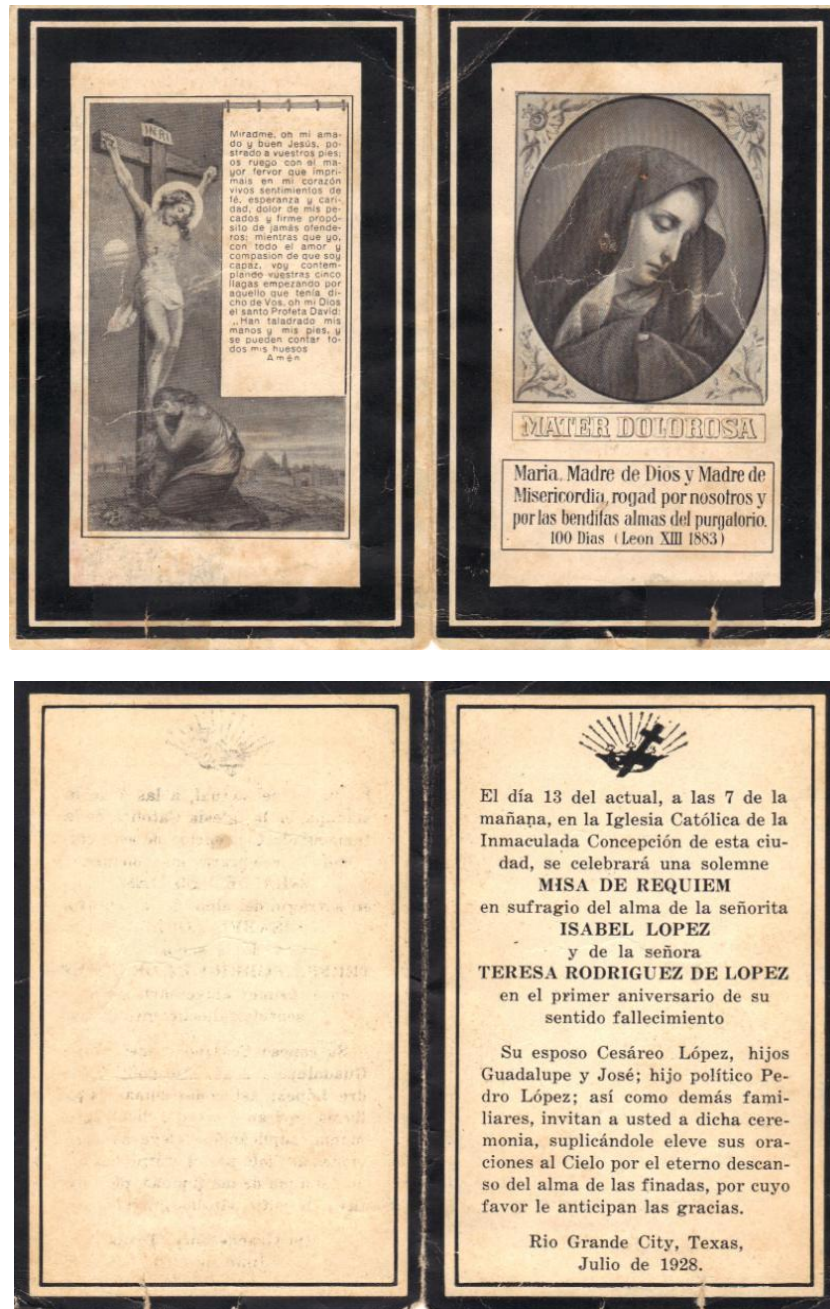 INRI
Miradme, oh mi ama-
do y buen Jesús, po-
strado a vuestros pies;
os ruego con el ma-
yor fervor que impri-
mais en mi corazón
vivos sentimientos de
fé, esperanza y cari-
dad, dolor de mis pe-
cados y firme propó-
sito de jamás ofende-
ros; mientras que yo,
con todo el amor y
compasion de que soy
capaz, voy contem-
plando vuestras cinco
llagas empezando por
aquello que tenía di-
cho de Vos, oh mi Dios
el santo Profeta David:
„Han taladrado mis
manos y mis pies, y
se pueden contar to-
dos mis huesos
Amén
MATER DOLOROSA
Maria, Madre de Dios y Madre de
Misericordia, rogad por nosotros y
por las benditas almas del purgatorio.
100 Dias (Leon XIII 1883)
El día 13 del actual, a las 7 de la
mañana, en la Iglesia Católica de la
Inmaculada Concepción de esta ciu-
dad, se celebrará una solemne
MISA DE REQUIEM
en sufragio del alma de la señorita
ISABEL LOPEZ
y de la señora
TERESA RODRIGUEZ DE LOPEZ
en el primer aniversario de su
sentido fallecimiento
Su esposo Cesáreo López, hijos
Guadalupe y José; hijo político Pe-
dro López; así como demás fami-
liares, invitan a usted a dicha cere-
monia, suplicándole eleve sus ora-
ciones al Cielo por el eterno descan-
so del alma de las finadas, por cuyo
favor le anticipan las gracias.
Rio Grande City, Texas,
Julio de 1928.